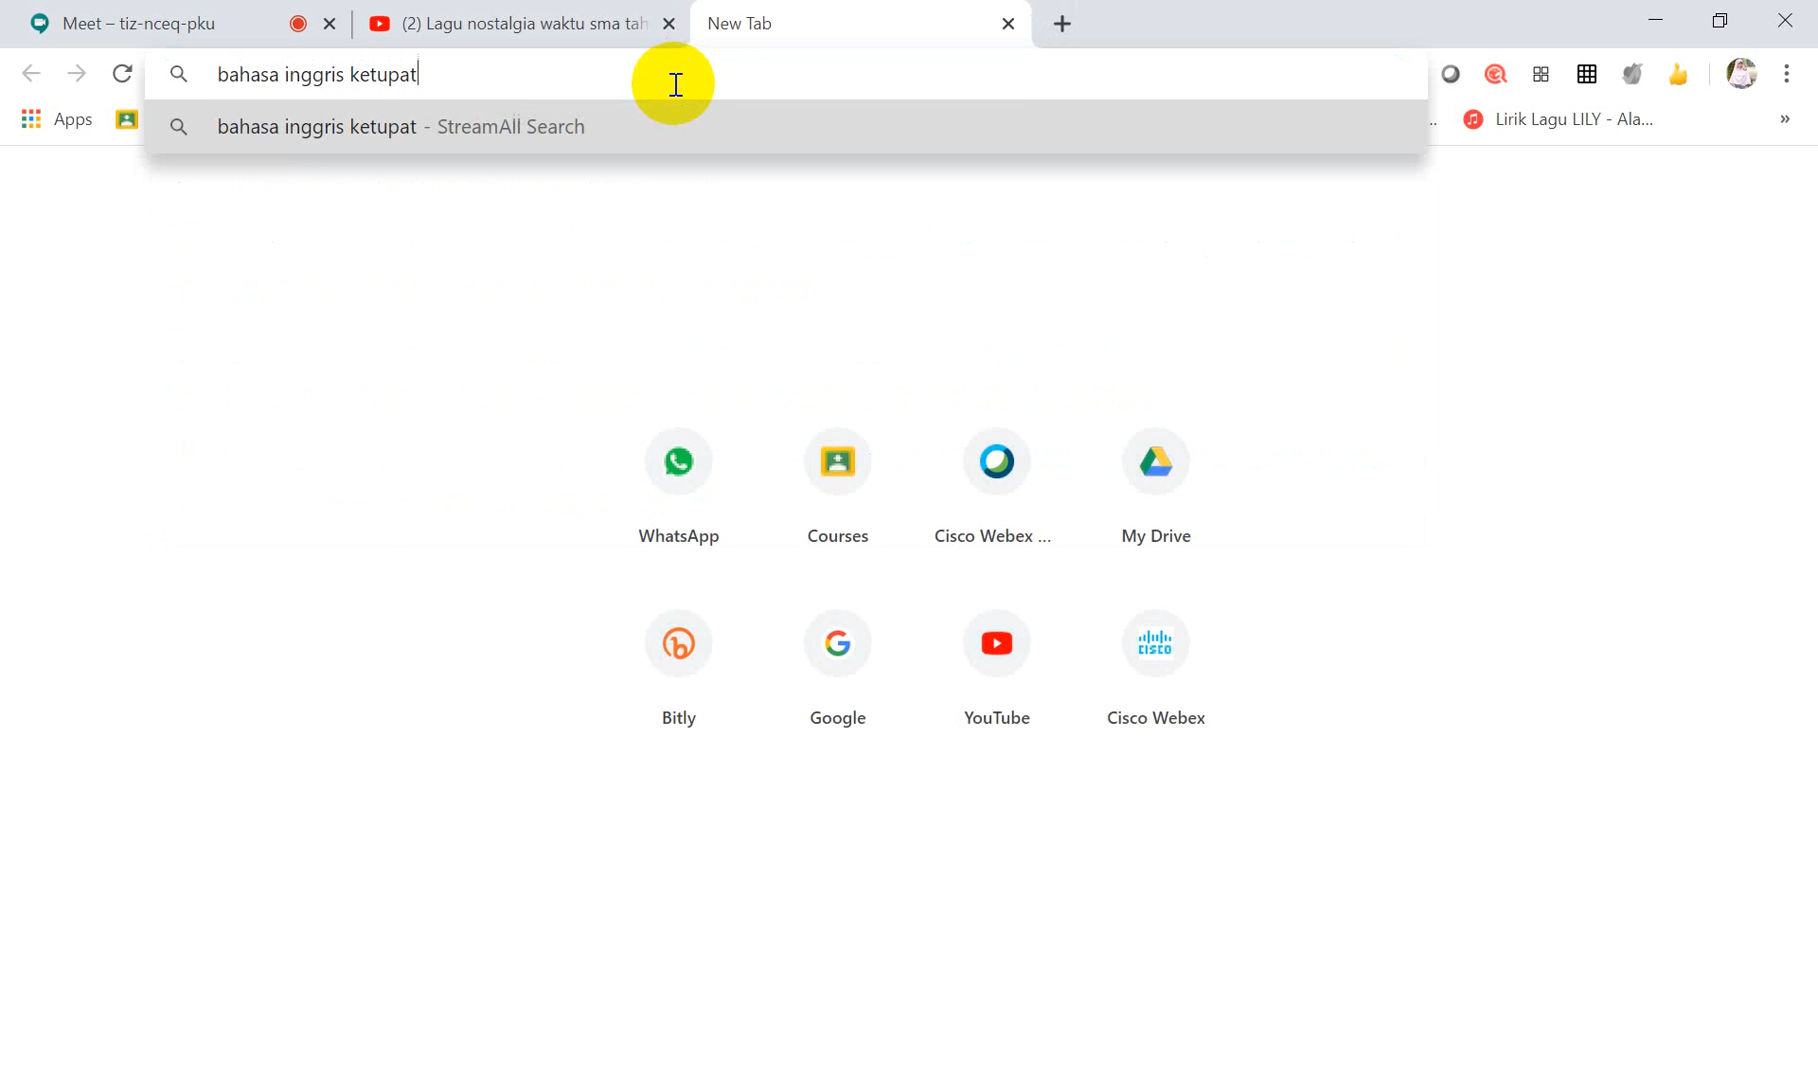 Meet – tiz-nceq-pku
(2) Lagu nostalgia waktu sma tah
New Tab
bahasa inggris ketupat
Apps
bahasa inggris ketupat - StreamAll Search
..
Lirik Lagu LILY - Ala...
»
WhatsApp
Courses
Cisco Webex ...
My Drive
CISCO
Bitly
Google
YouTube
Cisco Webex